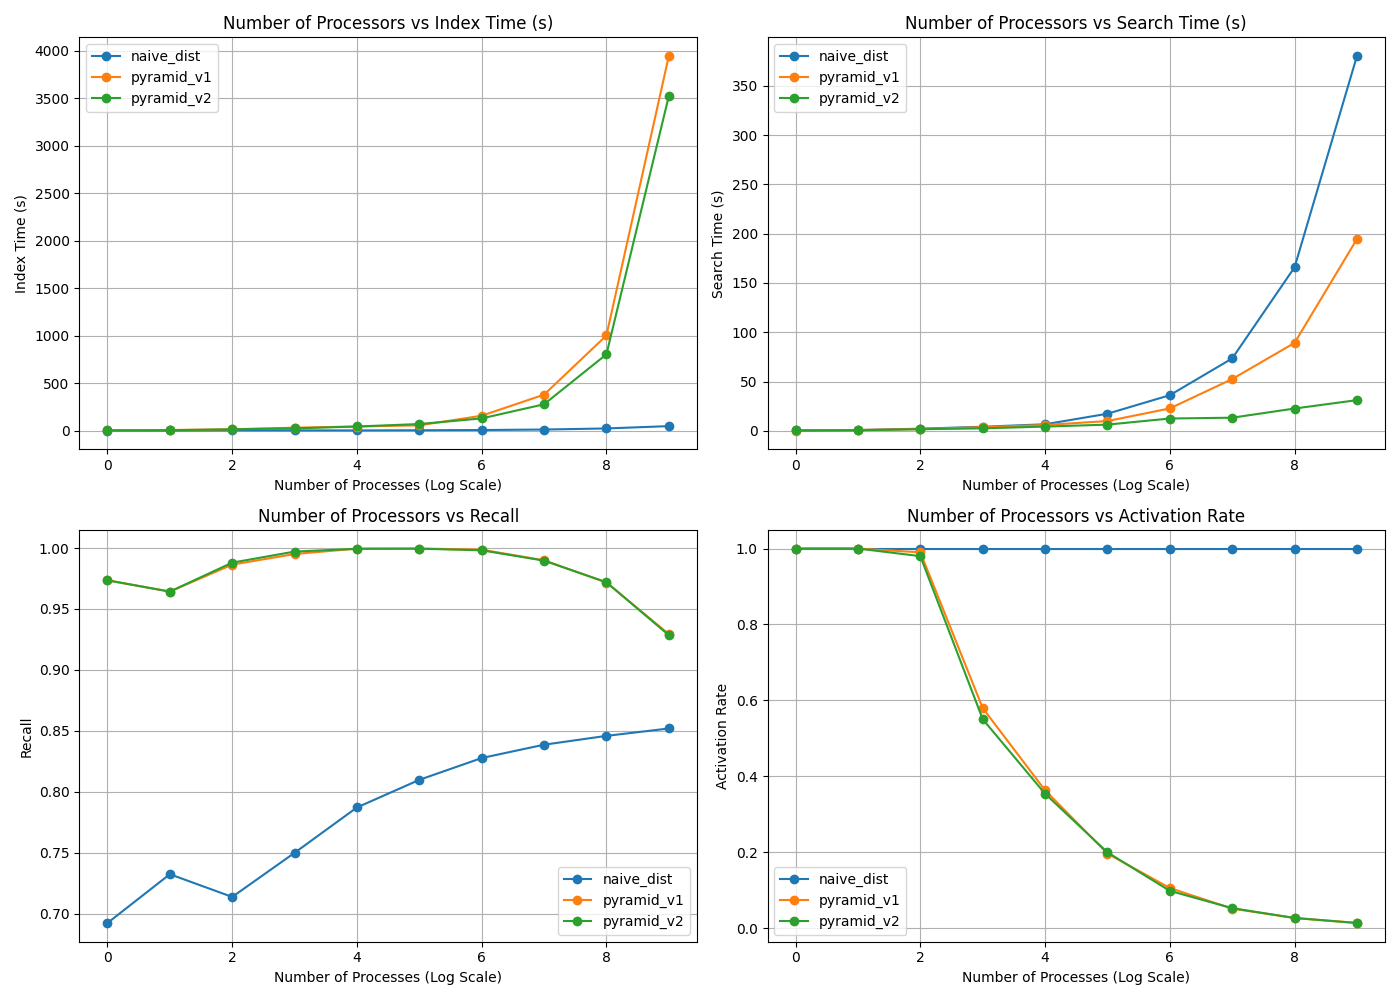 Number of Processors vs Index Time (s)
naive_dist
pyramid_v1
pyramid_v2
4000
3500
3000
2500
2000
1500
1000
500
0
Index Time (s)
0 2 4 6 8
Number of Processes (Log Scale)
Number of Processors vs Search Time (s)
naive_dist
pyramid_v1
pyramid_v2
350
300
250
200
150
100
50
0
Search Time (s)
0 2 4 6 8
Number of Processes (Log Scale)
Number of Processors vs Recall
1.00
0.95
0.90
0.85
0.80
0.75
0.70
Recall
naive_dist
pyramid_v1
pyramid_v2
0 2 4 6 8
Number of Processes (Log Scale)
Number of Processors vs Activation Rate
1.0
0.8
0.6
0.4
0.2
0.0
Activation Rate
naive_dist
pyramid_v1
pyramid_v2
0 2 4 6 8
Number of Processes (Log Scale)